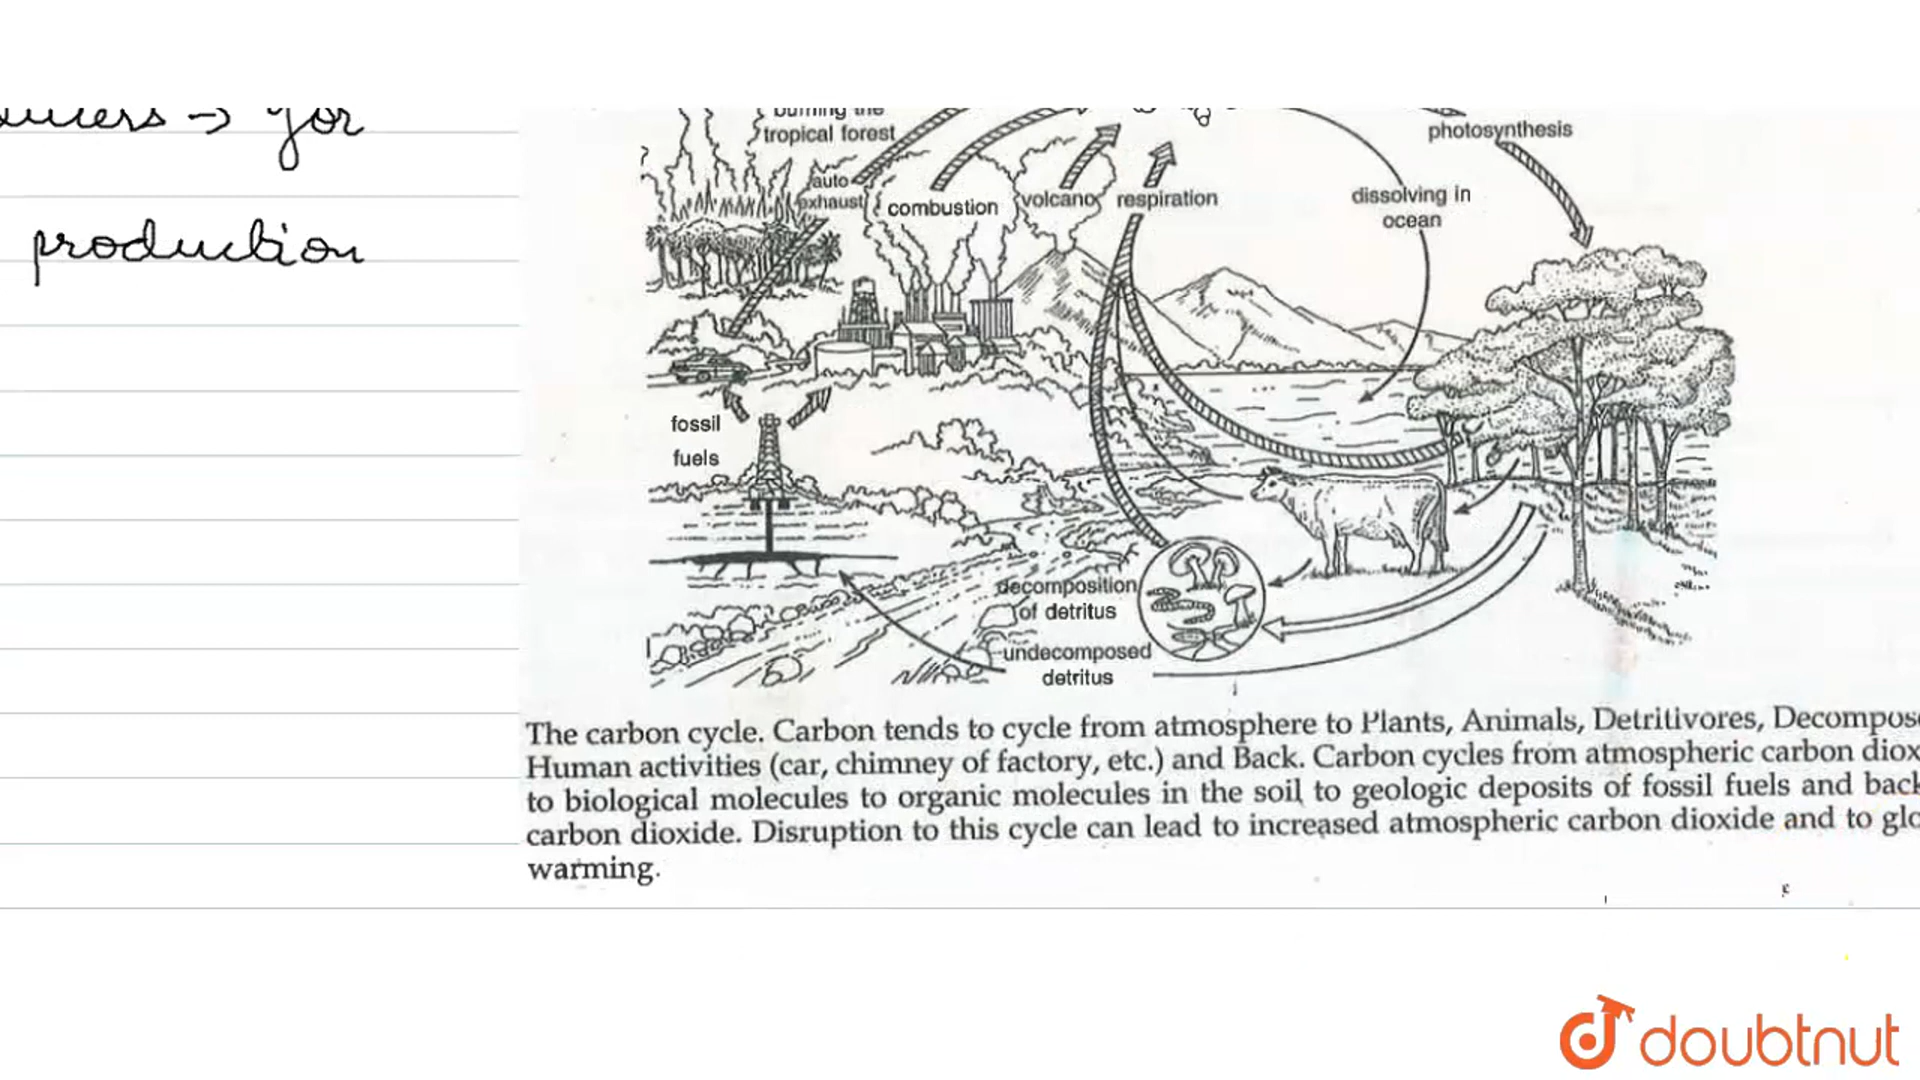 for
production
burning the
tropical forest
auto
exhaust
combustion
volcano
respiration
dissolving in
ocean
photosynthesis
fossil
fuels
decomposition
of detritus
undecomposed
detritus
The carbon cycle. Carbon tends to cycle from atmosphere to Plants, Animals, Detritivores, Decompose
Human activities (car, chimney of factory, etc.) and Back. Carbon cycles from atmospheric carbon diox
to biological molecules to organic molecules in the soil to geologic deposits of fossil fuels and back
carbon dioxide. Disruption to this cycle can lead to increased atmospheric carbon dioxide and to glo
warming.
doubtnut